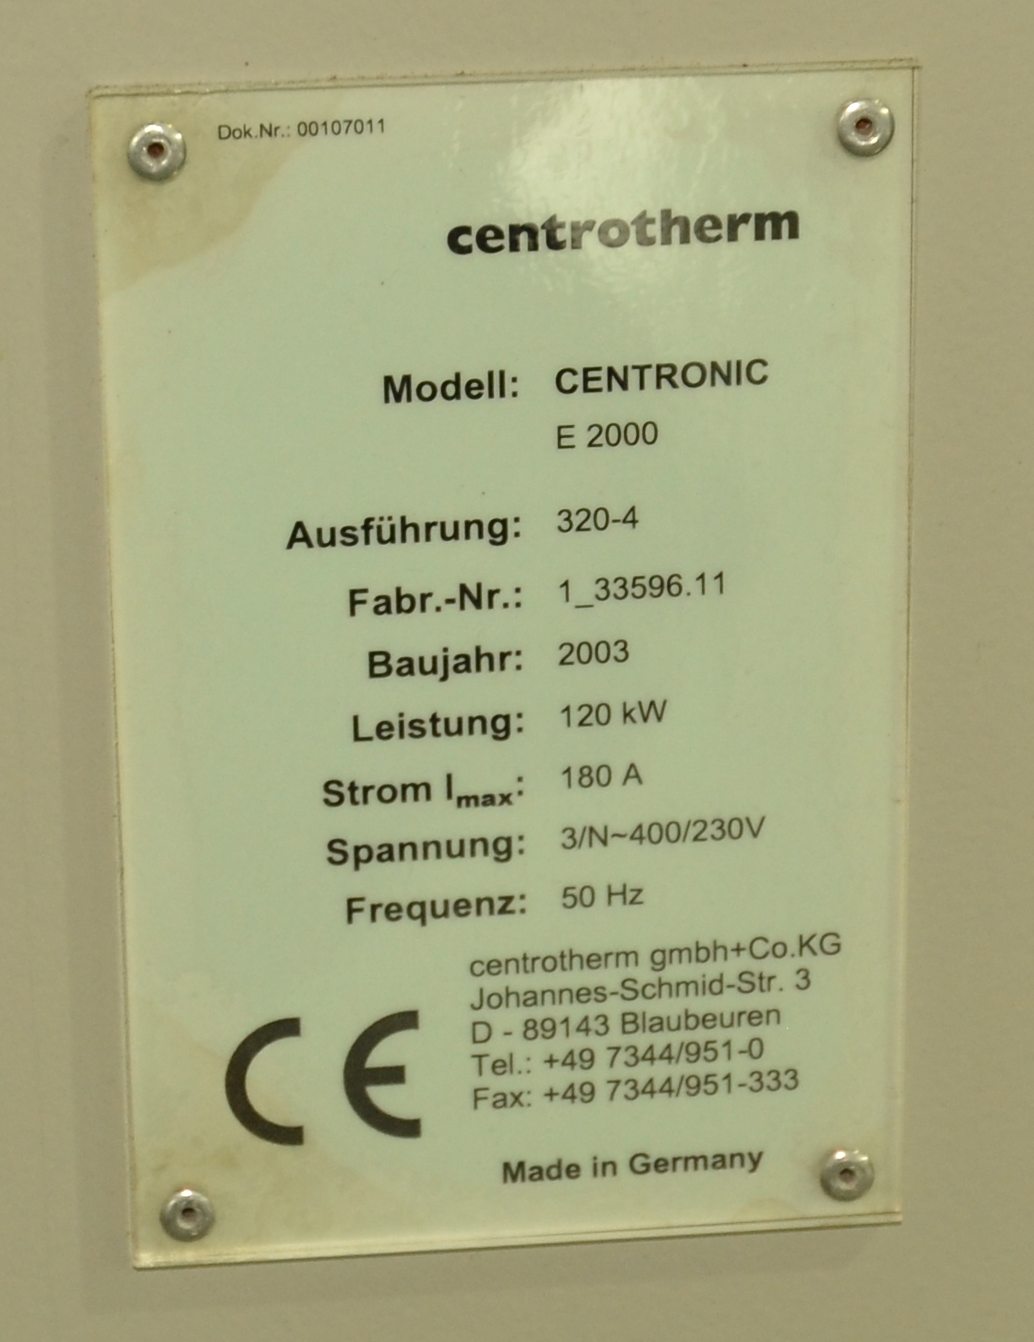 Dok.Nr.: 00107011
centrotherm
Modell: CENTRONIC
E 2000
Ausführung: 320-4
Fabr.-Nr.: 1_33596.11
Baujahr: 2003
Leistung: 120 kW
Strom Imax: 180 A
Spannung: 3/N~400/230V
Frequenz: 50 Hz
centrotherm gmbh+Co.KG
Johannes-Schmid-Str. 3
D - 89143 Blaubeuren
Tel.: +49 7344/951-0
Fax: +49 7344/951-333
CE
Made in Germany